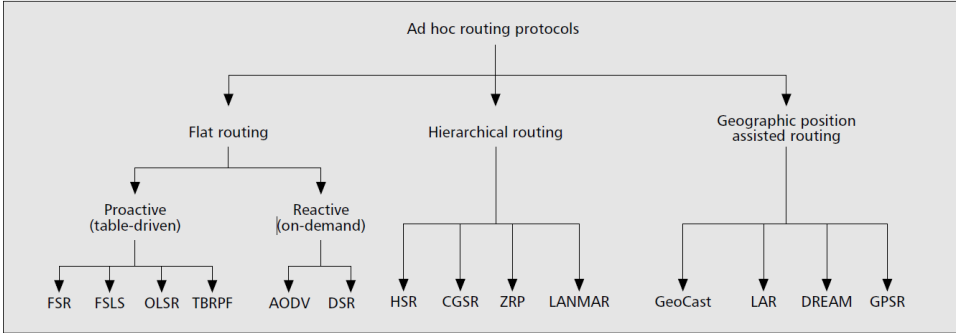 Ad hoc routing protocols
Flat routing
Hierarchical routing
Geographic position
assisted routing
Proactive
(table-driven)
Reactive
(on-demand)
FSR
FSLS
OLSR
TBRPF
AODV
DSR
HSR
CGSR
ZRP
LANMAR
GeoCast
LAR
DREAM
GPSR